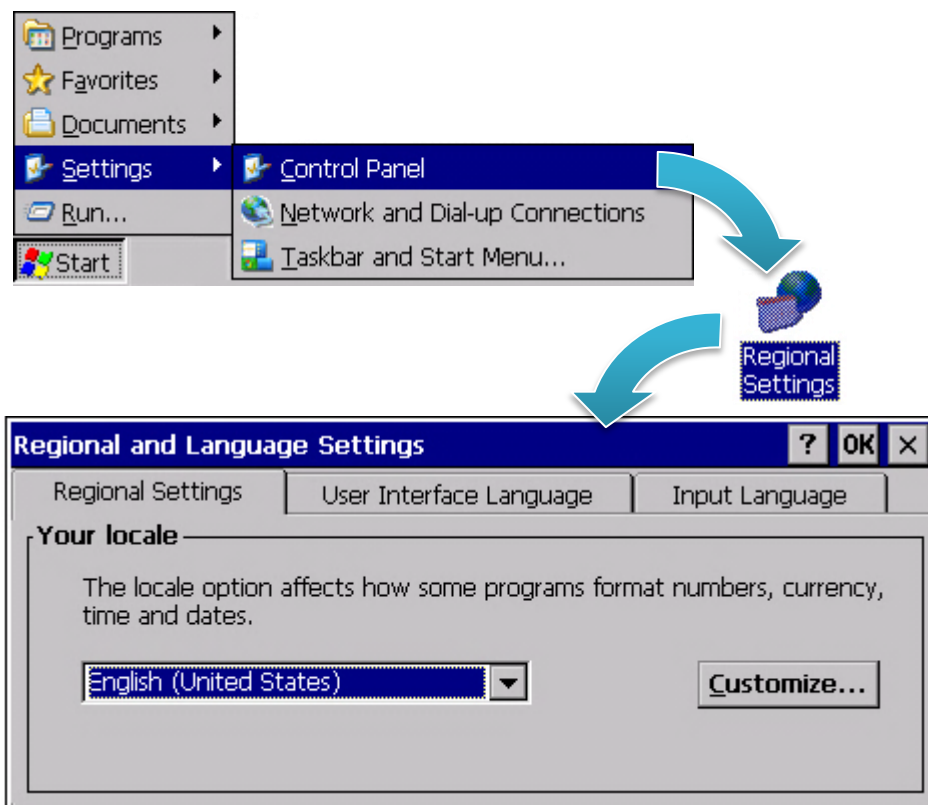 Programs
Favorites
Documents
Settings
Control Panel
Run...
Network and Dial-up Connections
Start
Taskbar and Start Menu...
Regional
Settings
Regional and Language Settings
? OK ×
Regional Settings
User Interface Language
Input Language
Your locale
The locale option affects how some programs format numbers, currency,
time and dates.
English (United States)
Customize...